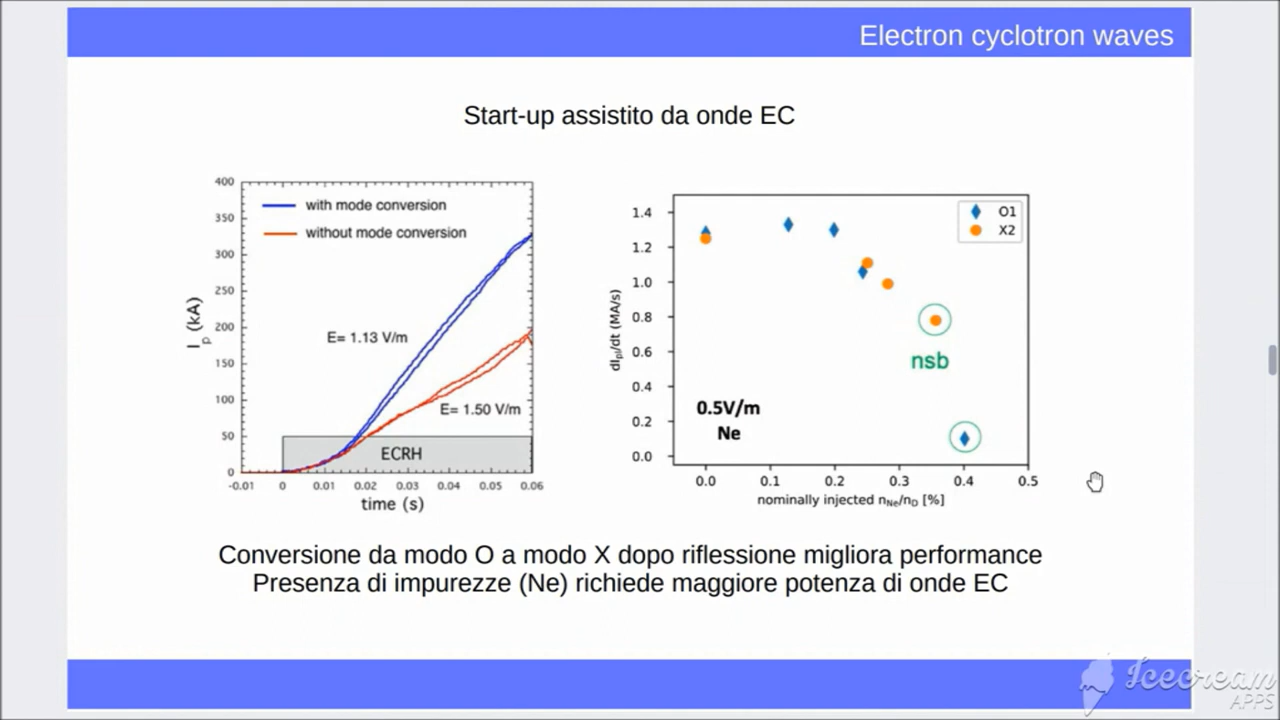 Electron cyclotron waves
Start-up assistito da onde EC
400
350
300
250
200
150
100
50
0
I_p (kA)
with mode conversion
without mode conversion
E= 1.13 V/m
E= 1.50 V/m
ECRH
-0.01 0 0.01 0.02 0.03 0.04 0.05 0.06
time (s)
1.4
1.2
1.0
0.8
0.6
0.4
0.2
0.0
dI_pl/dt (MA/s)
O1
X2
nsb
0.5V/m
Ne
0.0 0.1 0.2 0.3 0.4 0.5
nominally injected n_Ne/n_D [%]
Conversione da modo O a modo X dopo riflessione migliora performance
Presenza di impurezze (Ne) richiede maggiore potenza di onde EC
Icecream
APPS